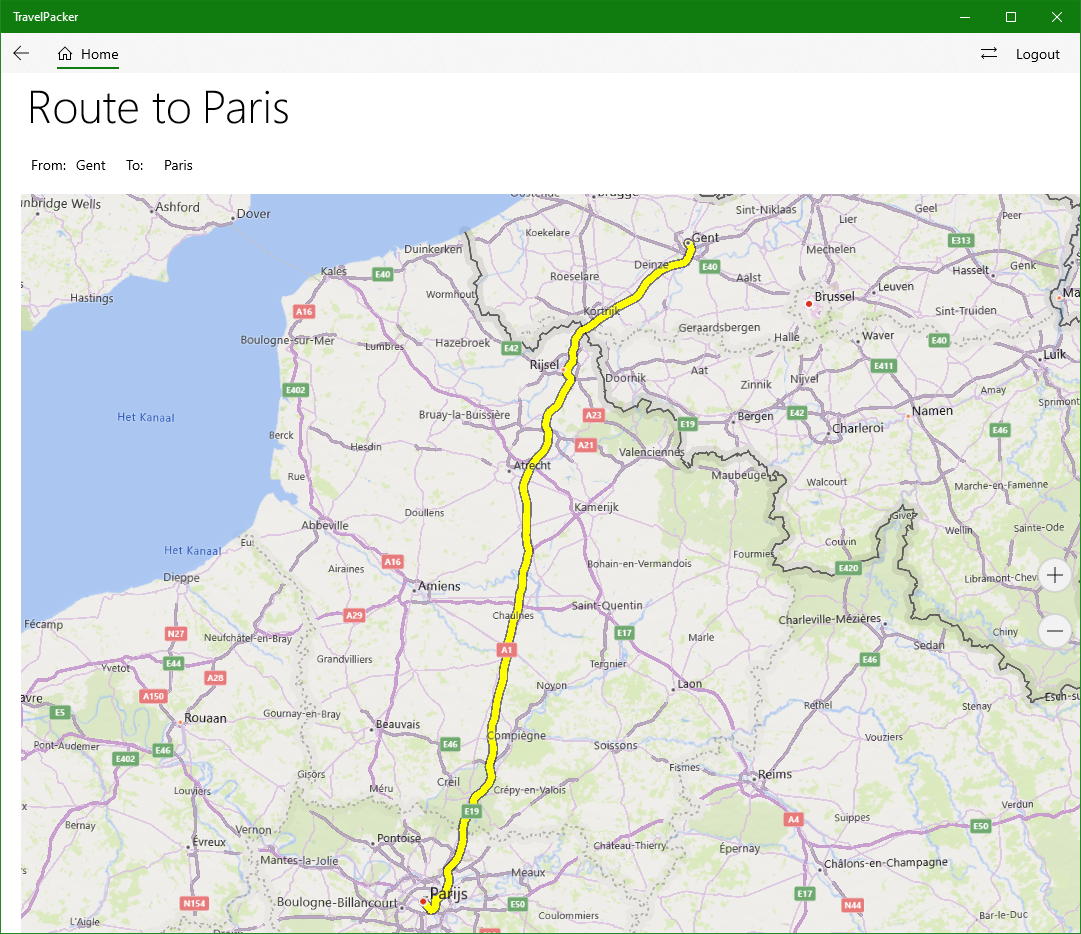 TravelPacker
Home
Logout
Route to Paris
From: Gent To: Paris
Ashford
Dover
Hastings
Koekelare
Sint-Niklaas
Gent
Lier
Geel
Peer
Duinkerken
Deinze
E40
Mechelen
E313
Kales
E40
Roeselare
Aalst
Hasselt
Genk
Wormhout
Brussel
Leuven
A16
Kortrijk
Sint-Truiden
Boulogne-sur-Mer
Lumbres
Hazebroek
E42
Geraardsbergen
Halle
Waver
E40
Rijsel
Doornik
Aat
Zinnik
Nijvel
E411
Luik
E402
Amay
Sprimont
Het Kanaal
Bruay-la-Buissière
A23
E19
Bergen
E42
Charleroi
Namen
E46
Berck
Hesdin
A21
Valenciennes
Rue
Atrecht
Maubeuge
Walcourt
Marche-en-Famenne
Doullens
Kamerijk
Givet
Abbeville
Wellin
Sainte-Ode
Het Kanaal
Eu
Couvin
Dieppe
A16
Airaines
Bohain-en-Vermandois
Fourmies
E420
Libramont-Chev
Amiens
Saint-Quentin
Fécamp
A29
Chaulnes
Charleville-Mézières
N27
Neufchâtel-en-Bray
E17
Marle
Chiny
Sedan
E44
Yvetot
A28
Grandvilliers
A1
Tergnier
E46
A150
Noyon
Laon
E5
Rouaan
Gournay-en-Bray
Beauvais
Rethel
Stenay
Pont-Audemer
E46
E402
E46
Compiègne
Soissons
Vouziers
Gisors
Creil
Fismes
Reims
Louviers
Méru
Crépy-en-Valois
E19
Verdun
Bernay
Vernon
Pontoise
A4
Suippes
E50
Évreux
Château-Thierry
Épernay
Mantes-la-Jolie
Meaux
Châlons-en-Champagne
Parijs
E17
N154
Boulogne-Billancourt
E50
N44
L'Aigle
Coulommiers
Bar-le-Duc